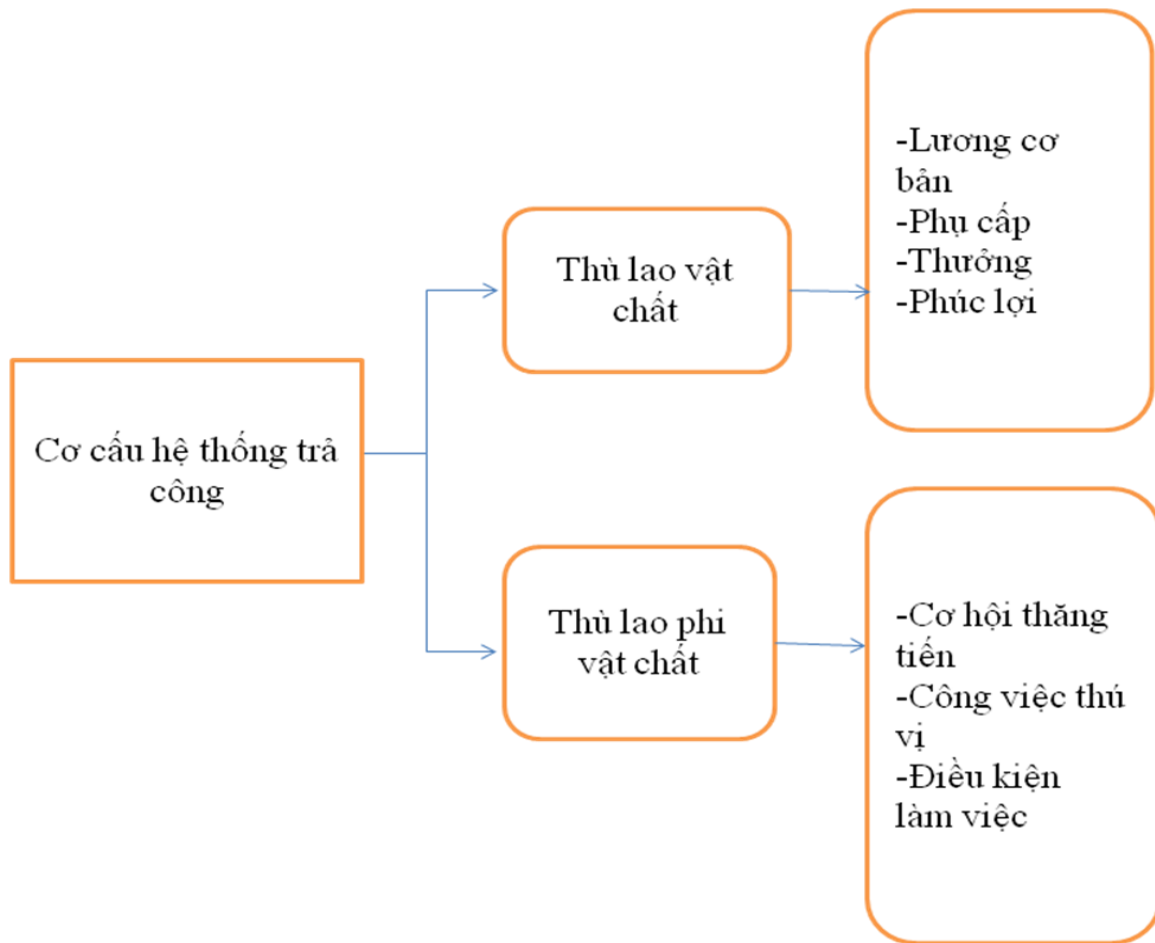 Cơ cấu hệ thống trả
công
Thù lao vật
chất
-Lương cơ
bản
-Phụ cấp
-Thưởng
-Phúc lợi
Thù lao phi
vật chất
-Cơ hội thăng
tiến
-Công việc thú
vị
-Điều kiện
làm việc